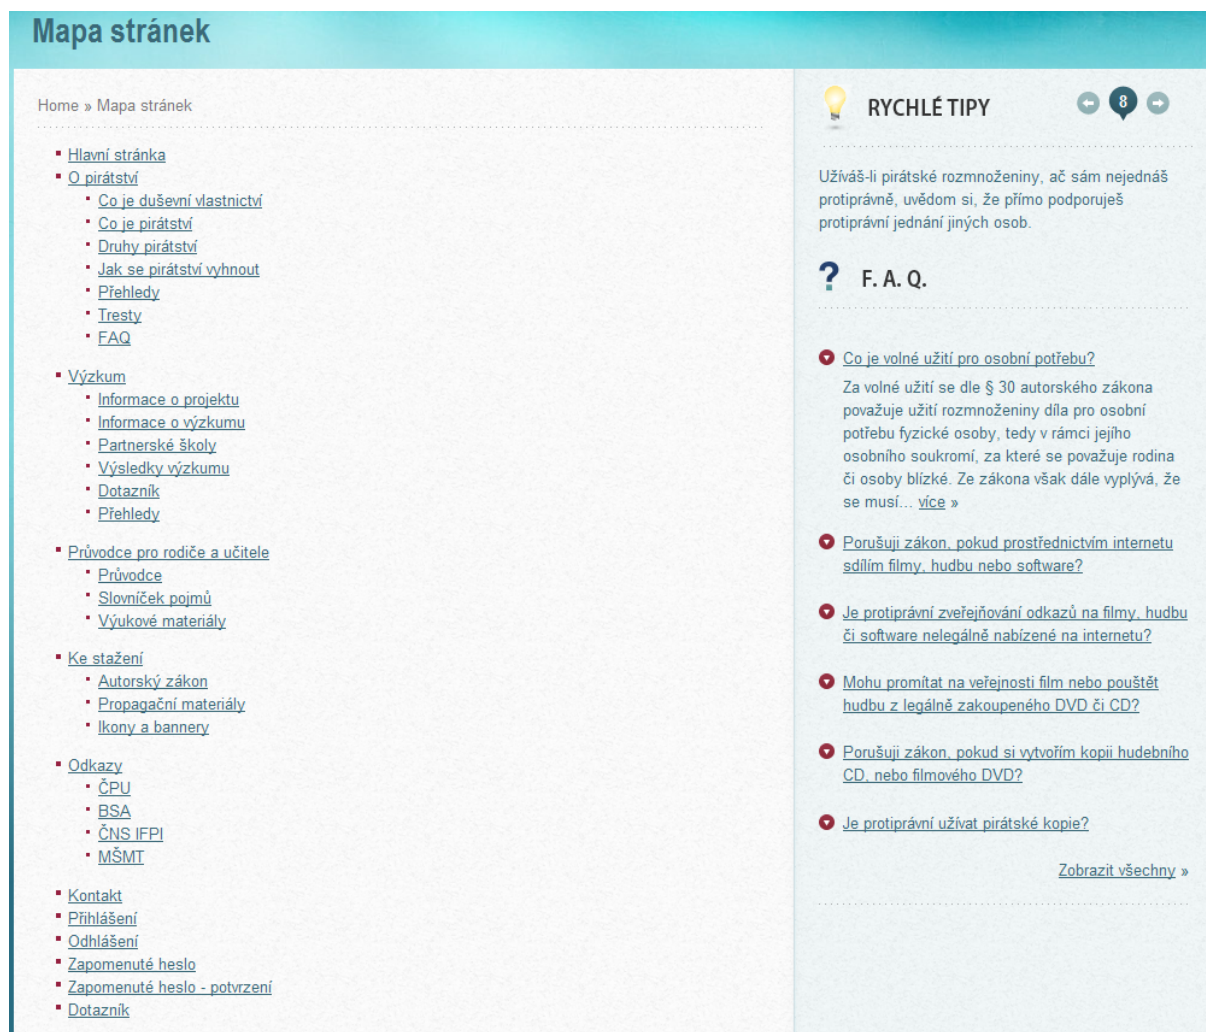 Mapa stránek
Home » Mapa stránek
Hlavní stránka
O pirátství
Co je duševní vlastnictví
Co je pirátství
Druhy pirátství
Jak se pirátství vyhnout
Přehledy
Tresty
FAQ
Výzkum
Informace o projektu
Informace o výzkumu
Partnerské školy
Výsledky výzkumu
Dotazník
Přehledy
Průvodce pro rodiče a učitele
Průvodce
Slovníček pojmů
Výukové materiály
Ke stažení
Autorský zákon
Propagační materiály
Ikony a bannery
Odkazy
ČPU
BSA
ČNS IFPI
MŠMT
Kontakt
Přihlášení
Odhlášení
Zapomenuté heslo
Zapomenuté heslo - potvrzení
Dotazník
RYCHLÉ TIPY
8
Užíváš-li pirátské rozmnoženiny, ač sám nejednáš
protiprávně, uvědom si, že přímo podporuješ
protiprávní jednání jiných osob.
? F. A. Q.
Co je volné užití pro osobní potřebu?
Za volné užití se dle § 30 autorského zákona
považuje užití rozmnoženiny díla pro osobní
potřebu fyzické osoby, tedy v rámci jejího
osobního soukromí, za které se považuje rodina
či osoby blízké. Ze zákona však dále vyplývá, že
se musí... více »
Porušuji zákon, pokud prostřednictvím internetu
sdílím filmy, hudbu nebo software?
Je protiprávní zveřejňování odkazů na filmy, hudbu
či software nelegálně nabízené na internetu?
Mohu promítat na veřejnosti film nebo pouštět
hudbu z legálně zakoupeného DVD či CD?
Porušuji zákon, pokud si vytvořím kopii hudebního
CD, nebo filmového DVD?
Je protiprávní užívat pirátské kopie?
Zobrazit všechny »